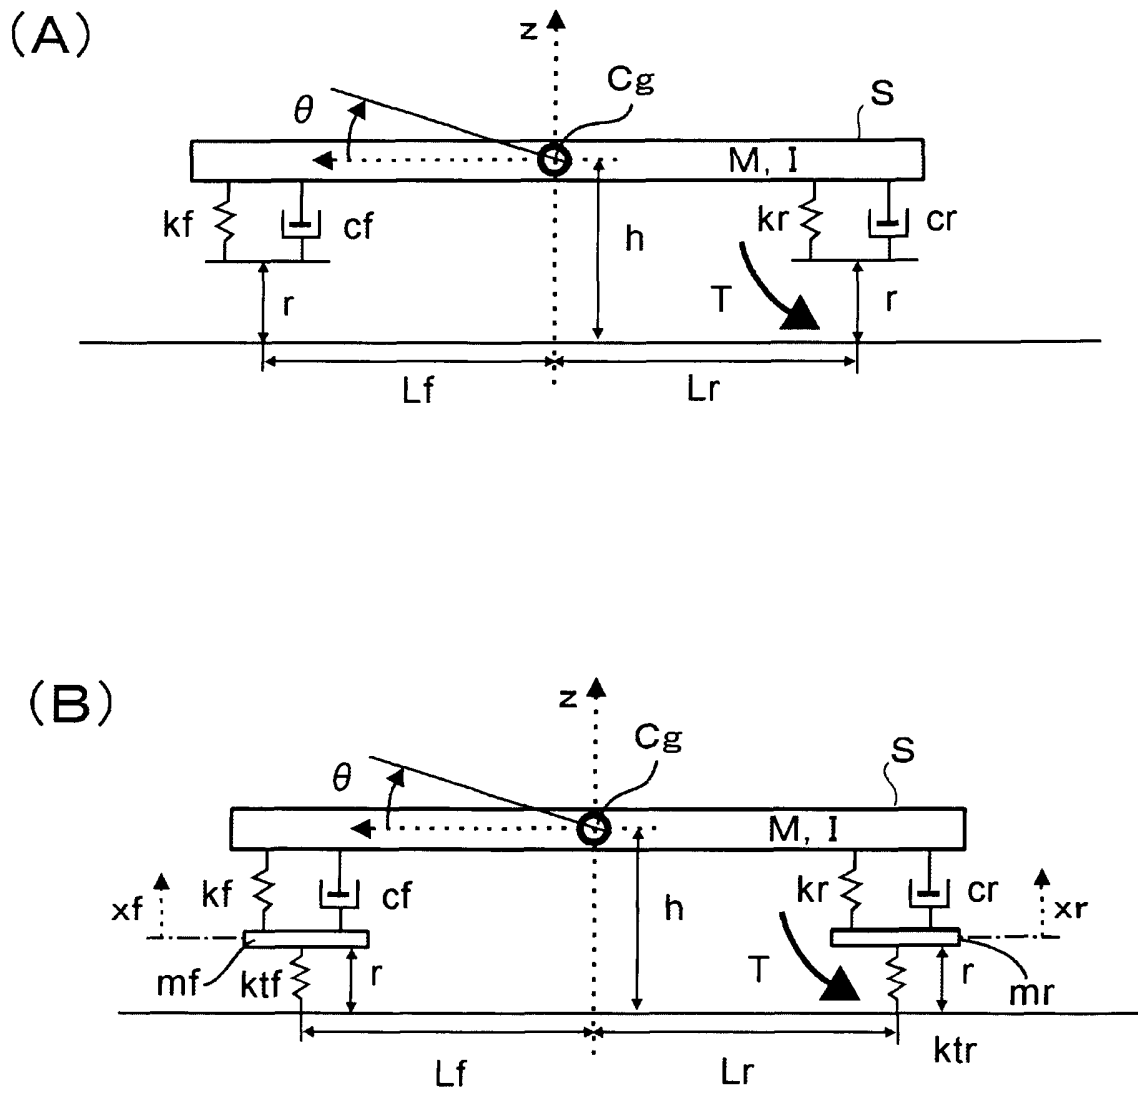 (A)
z
Cg
θ
S
M, I
kf
cf
kr
cr
h
r
T
r
Lf
Lr
(B)
z
Cg
θ
S
M, I
xf
kf
cf
h
kr
cr
xr
mf
ktf
r
T
r
mr
ktr
Lf
Lr